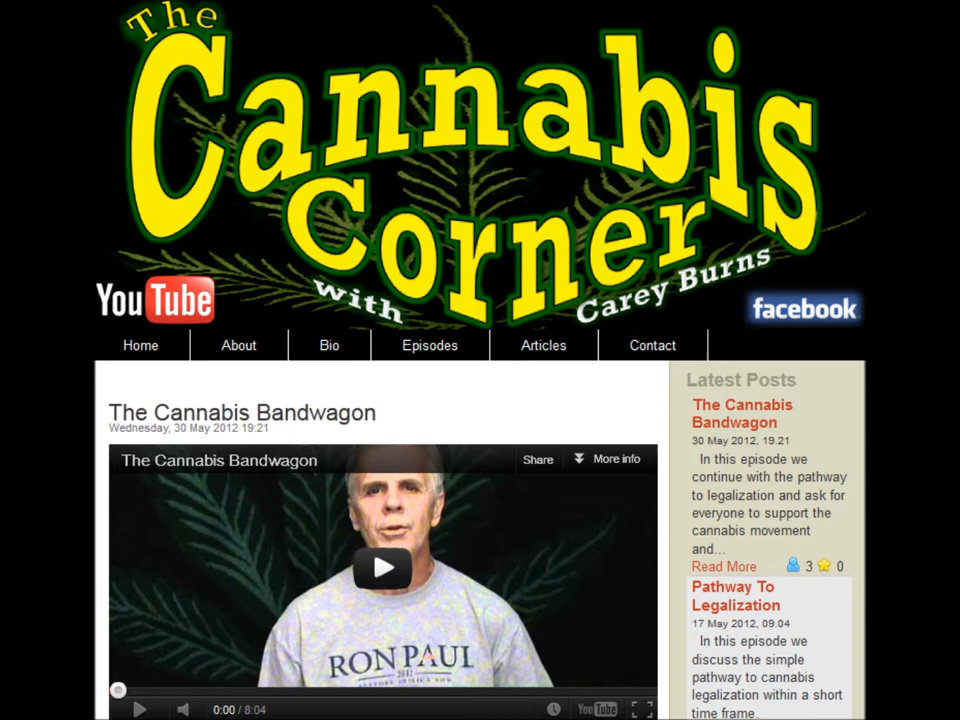 The
Cannabis
Corner
with Carey Burns
YouTube
facebook
Home About Bio Episodes Articles Contact
The Cannabis Bandwagon
Wednesday, 30 May 2012 19:21
The Cannabis Bandwagon Share More info
RON PAUL
2012
RESTORE AMERICA NOW
0:00 / 8:04 YouTube
Latest Posts
The Cannabis
Bandwagon
30 May 2012, 19.21
In this episode we
continue with the pathway
to legalization and ask for
everyone to support the
cannabis movement
and...
Read More 3 0
Pathway To
Legalization
17 May 2012, 09.04
In this episode we
discuss the simple
pathway to cannabis
legalization within a short
time frame.